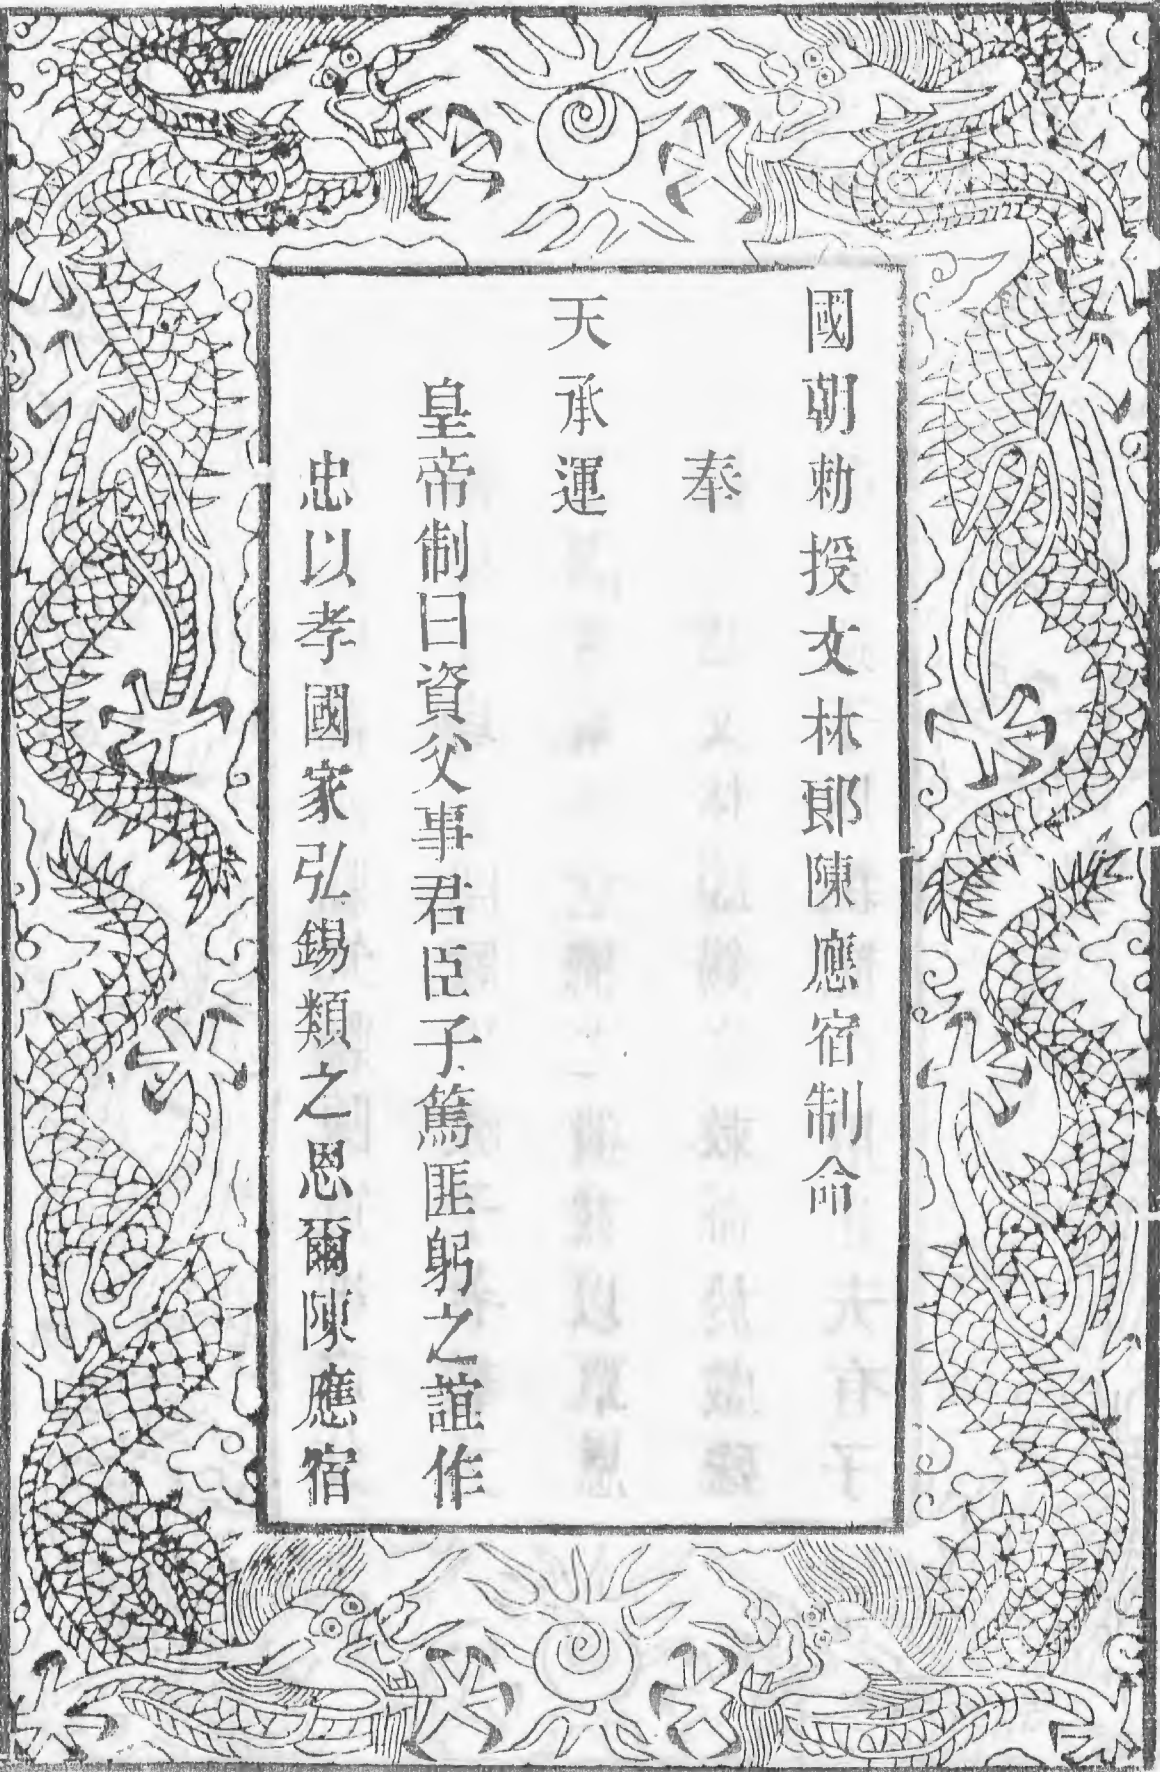 國朝勅授文林郎陳應宿制命
奉
天承運
皇帝制曰資父事君臣子篤匪躬之誼作
忠以孝國家弘錫類之恩爾陳應宿